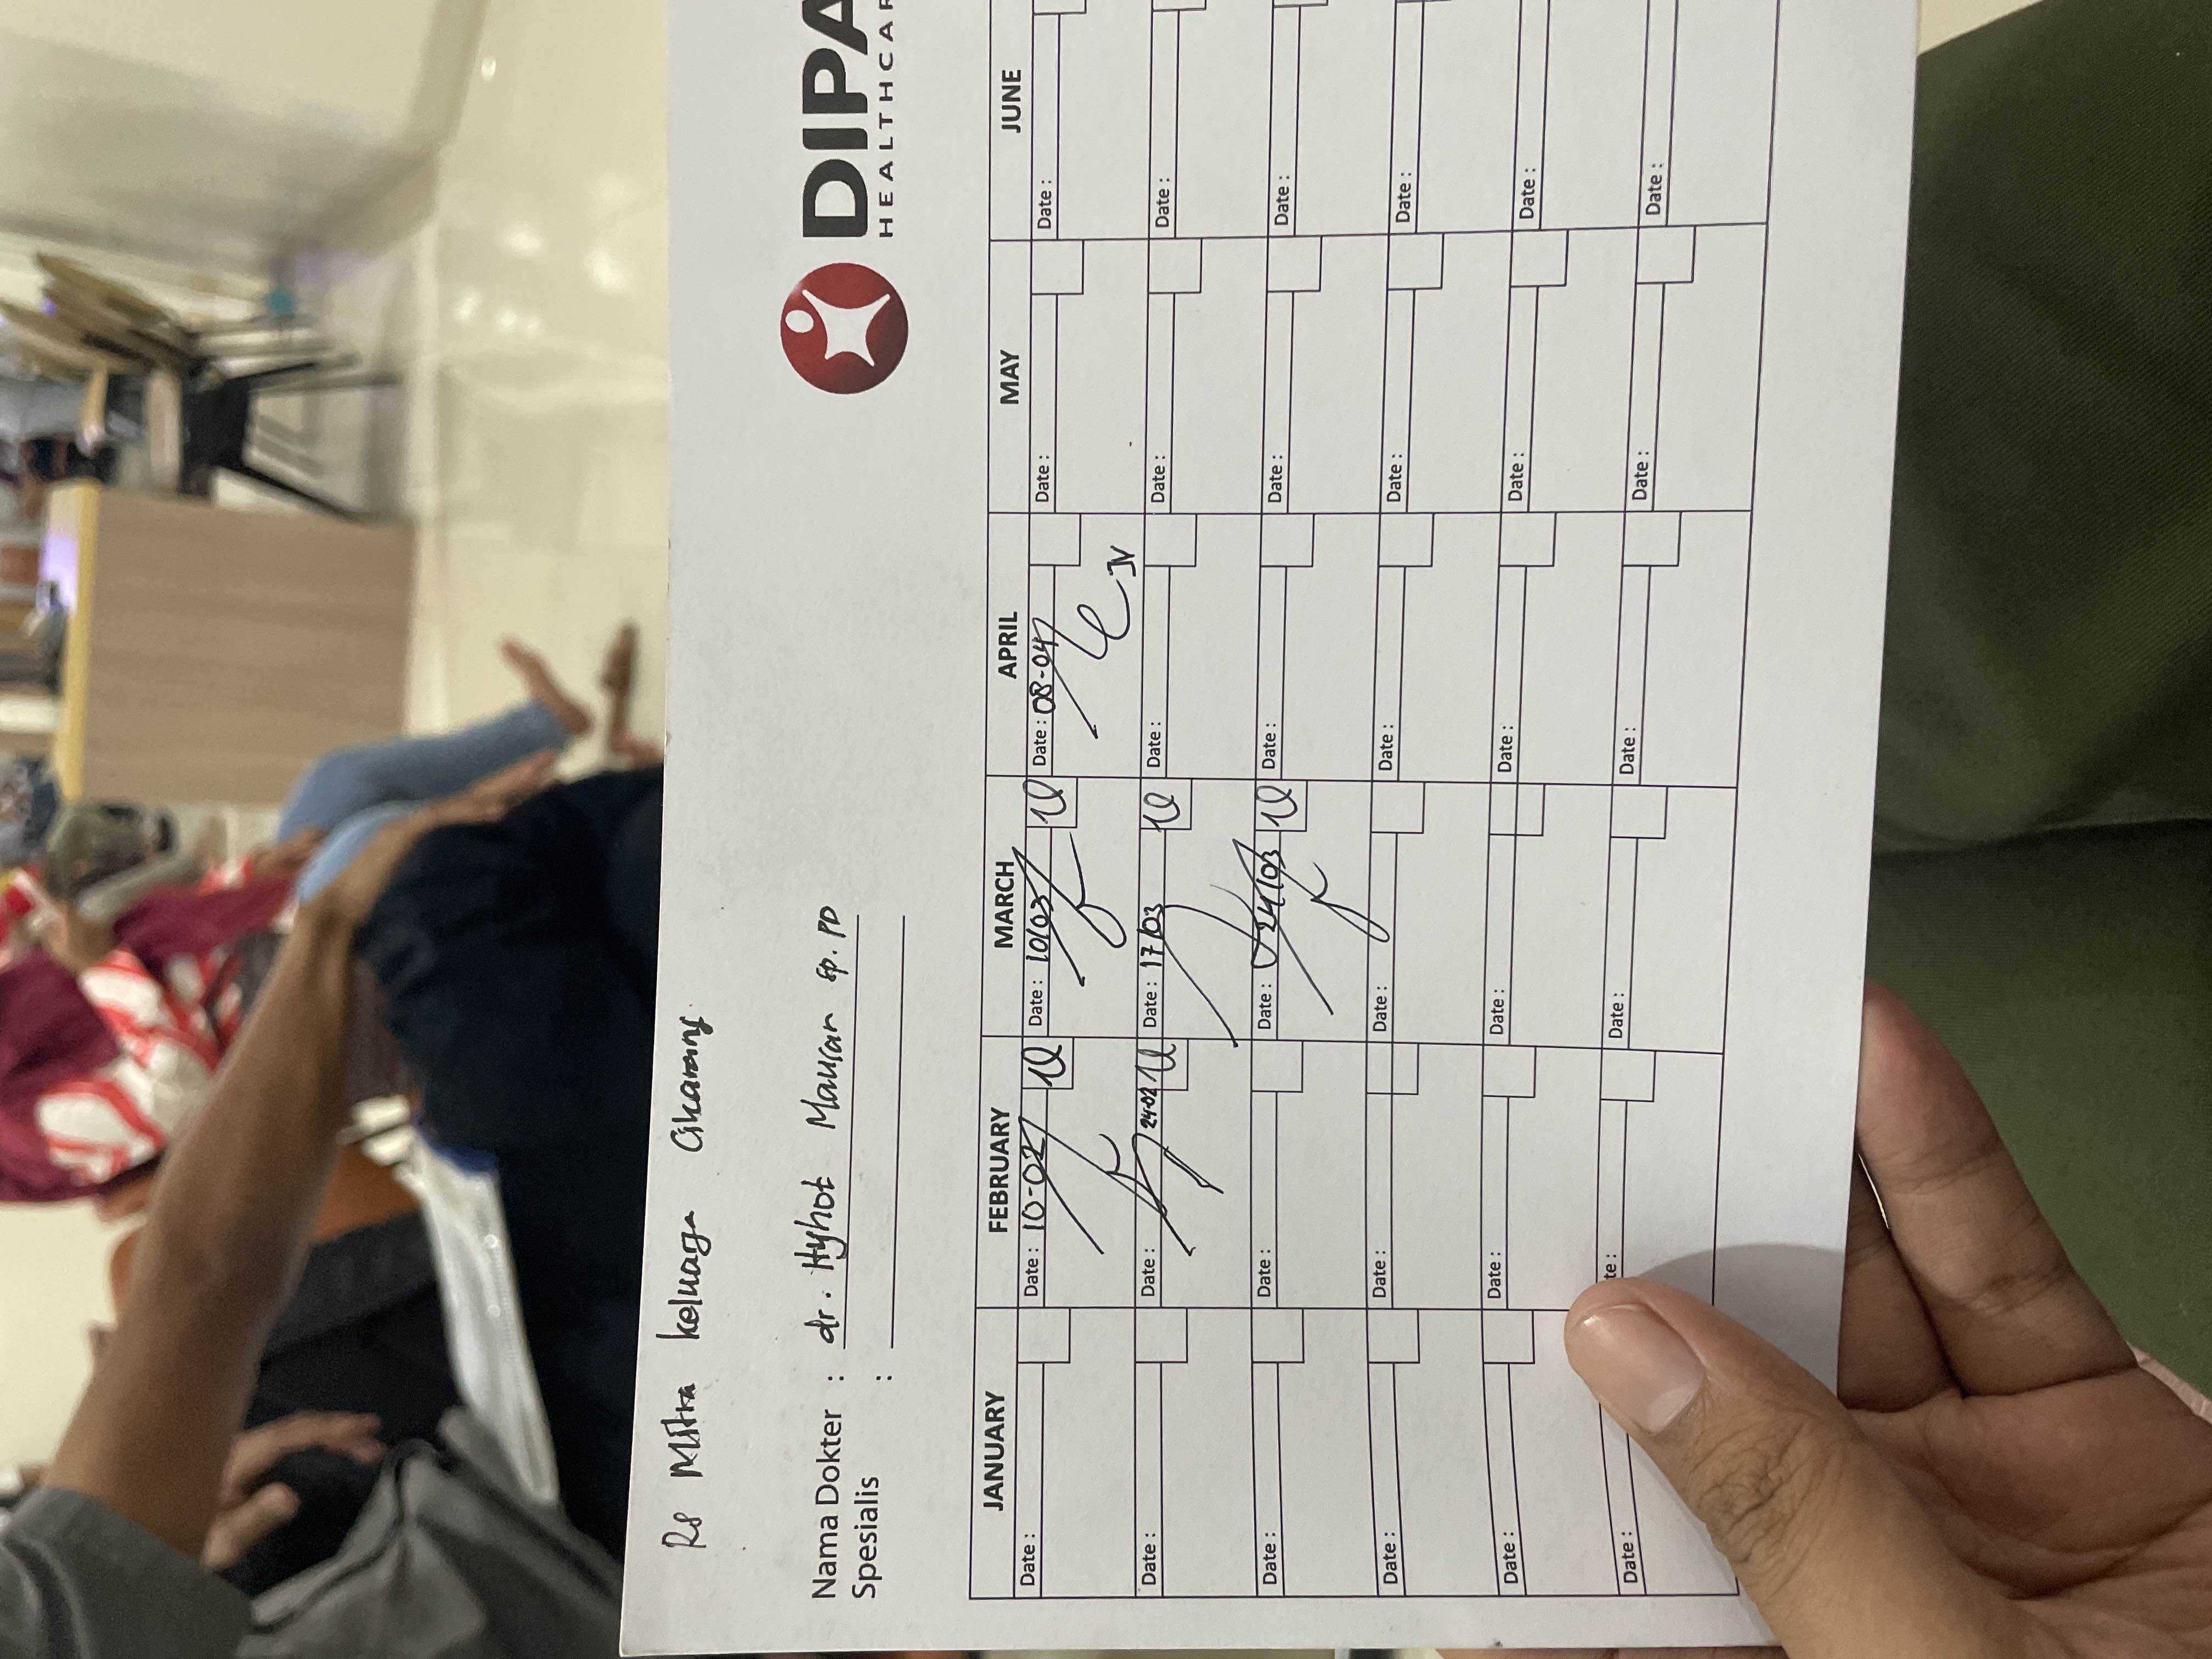 RS Mitra keluarga Cikarang
DIPA
HEALTHCAR
Nama Dokter : dr. Hyhot Mausan sp. PD
Spesialis :
JANUARY FEBRUARY MARCH APRIL MAY JUNE
Date : Date : 10-02 Date : 10/03 Date : 08-04 Date : Date :
Date : Date : 24-02 Date : 17/03 Date : Date : Date :
Date : Date : Date : 24/03 Date : Date : Date :
Date : Date : Date : Date : Date : Date :
Date : Date : Date : Date : Date : Date :
Date : te : Date : Date : Date : Date :